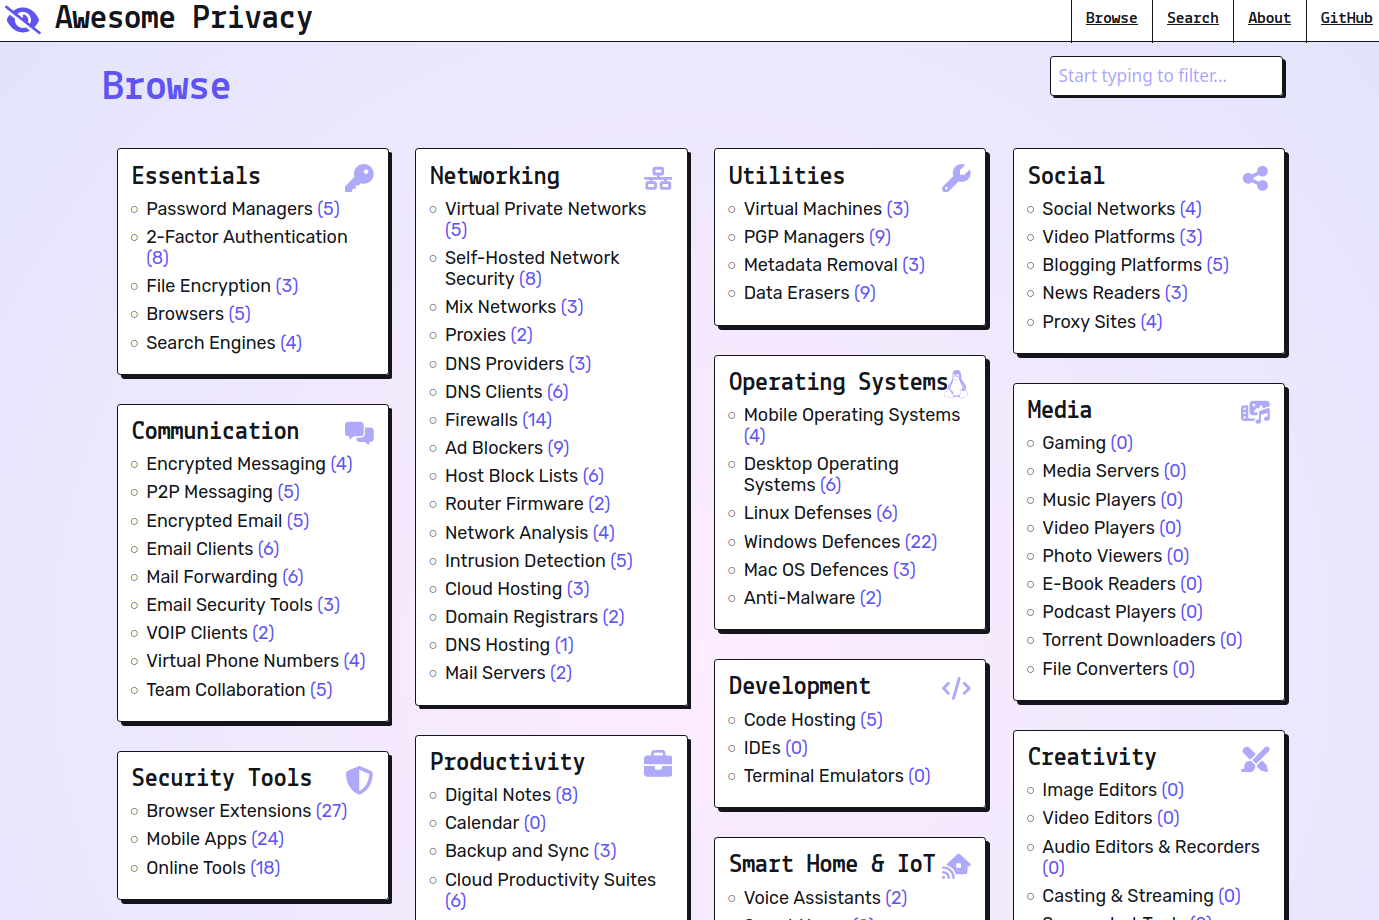 Awesome Privacy
Browse
Search
About
GitHub
Browse
Start typing to filter...
Essentials
Password Managers (5)
2-Factor Authentication
(8)
File Encryption (3)
Browsers (5)
Search Engines (4)
Communication
Encrypted Messaging (4)
P2P Messaging (5)
Encrypted Email (5)
Email Clients (6)
Mail Forwarding (6)
Email Security Tools (3)
VOIP Clients (2)
Virtual Phone Numbers (4)
Team Collaboration (5)
Security Tools
Browser Extensions (27)
Mobile Apps (24)
Online Tools (18)
Networking
Virtual Private Networks
(5)
Self-Hosted Network
Security (8)
Mix Networks (3)
Proxies (2)
DNS Providers (3)
DNS Clients (6)
Firewalls (14)
Ad Blockers (9)
Host Block Lists (6)
Router Firmware (2)
Network Analysis (4)
Intrusion Detection (5)
Cloud Hosting (3)
Domain Registrars (2)
DNS Hosting (1)
Mail Servers (2)
Productivity
Digital Notes (8)
Calendar (0)
Backup and Sync (3)
Cloud Productivity Suites
(6)
Utilities
Virtual Machines (3)
PGP Managers (9)
Metadata Removal (3)
Data Erasers (9)
Operating Systems
Mobile Operating Systems
(4)
Desktop Operating
Systems (6)
Linux Defenses (6)
Windows Defences (22)
Mac OS Defences (3)
Anti-Malware (2)
Development
Code Hosting (5)
IDEs (0)
Terminal Emulators (0)
Smart Home & IoT
Voice Assistants (2)
Social
Social Networks (4)
Video Platforms (3)
Blogging Platforms (5)
News Readers (3)
Proxy Sites (4)
Media
Gaming (0)
Media Servers (0)
Music Players (0)
Video Players (0)
Photo Viewers (0)
E-Book Readers (0)
Podcast Players (0)
Torrent Downloaders (0)
File Converters (0)
Creativity
Image Editors (0)
Video Editors (0)
Audio Editors & Recorders
(0)
Casting & Streaming (0)